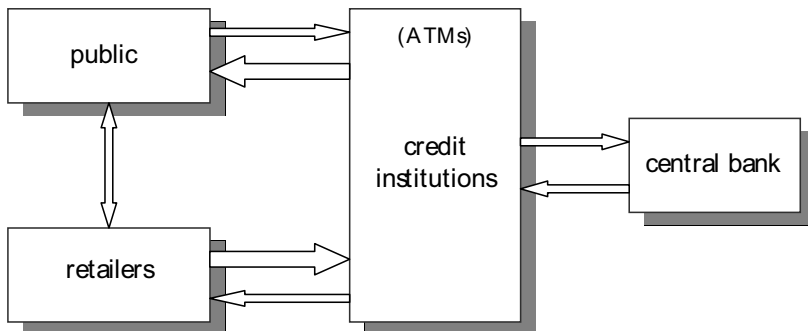 public
(ATMs)
credit
institutions
central bank
retailers